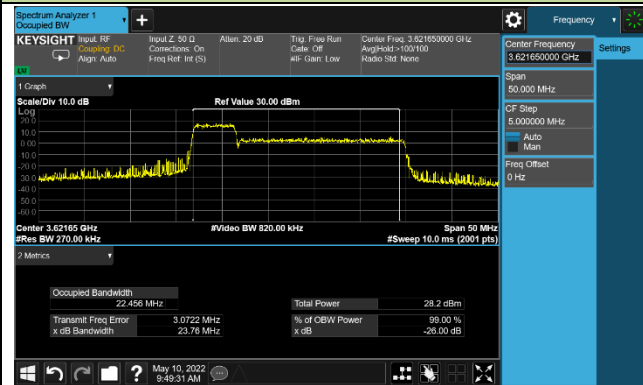 Spectrum Analyzer 1
Occupied BW
Frequency
KEYSIGHT
Input: RF
Coupling: DC
Align: Auto
Input Z: 50 Ω
Corrections: On
Freq Ref: Int (S)
Atten: 20 dB
Trig: Free Run
Gate: Off
#IF Gain: Low
Center Freq: 3.621650000 GHz
Avg|Hold:>100/100
Radio Std: None
LXI
Center Frequency
3.621650000 GHz
Settings
Span
50.000 MHz
CF Step
5.000000 MHz
Auto
Man
Freq Offset
0 Hz
1 Graph
Scale/Div 10.0 dB
Ref Value 30.00 dBm
Log
20.0
10.0
0.00
-10.0
-20.0
-30.0
-40.0
-50.0
-60.0
Center 3.62165 GHz
#Video BW 820.00 kHz
Span 50 MHz
#Res BW 270.00 kHz
#Sweep 10.0 ms (2001 pts)
2 Metrics
Occupied Bandwidth
22.456 MHz
Total Power 28.2 dBm
Transmit Freq Error 3.0722 MHz
% of OBW Power 99.00 %
x dB Bandwidth 23.76 MHz
x dB -26.00 dB
?
May 10, 2022
9:49:31 AM